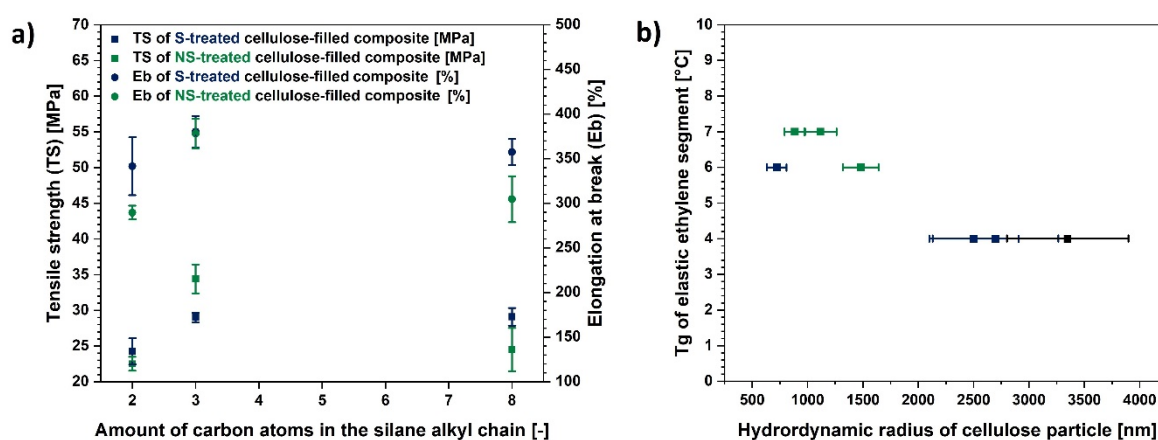 a)
TS of S-treated cellulose-filled composite [MPa]
TS of NS-treated cellulose-filled composite [MPa]
Eb of S-treated cellulose-filled composite [%]
Eb of NS-treated cellulose-filled composite [%]
Tensile strength (TS) [MPa]
70
65
60
55
50
45
40
35
30
25
20
500
450
400
350
300
250
200
150
100
Elongation at break (Eb) [%]
2 3 4 5 6 7 8
Amount of carbon atoms in the silane alkyl chain [-]
b)
Tg of elastic ethylene segment [°C]
10
9
8
7
6
5
4
3
2
1
0
500 1000 1500 2000 2500 3000 3500 4000
Hydrordynamic radius of cellulose particle [nm]